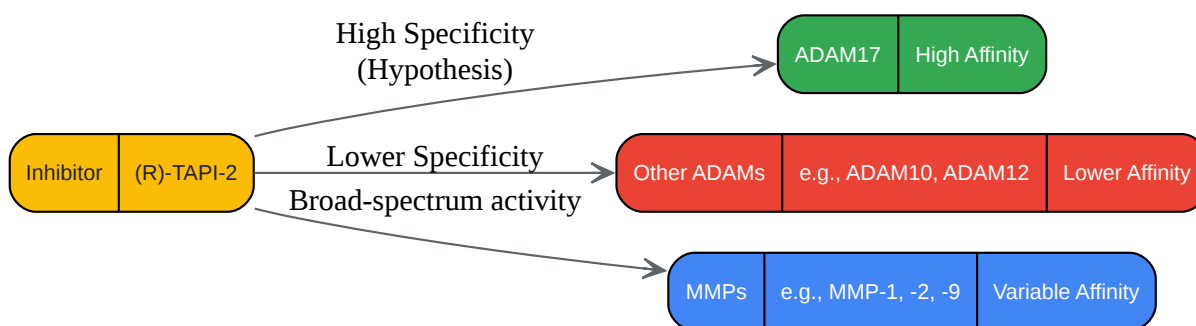 High Specificity
(Hypothesis)
ADAM17 High Affinity
Inhibitor (R)-TAPI-2
Lower Specificity
Other ADAMs e.g., ADAM10, ADAM12 Lower Affinity
Broad-spectrum activity
MMPs e.g., MMP-1, -2, -9 Variable Affinity